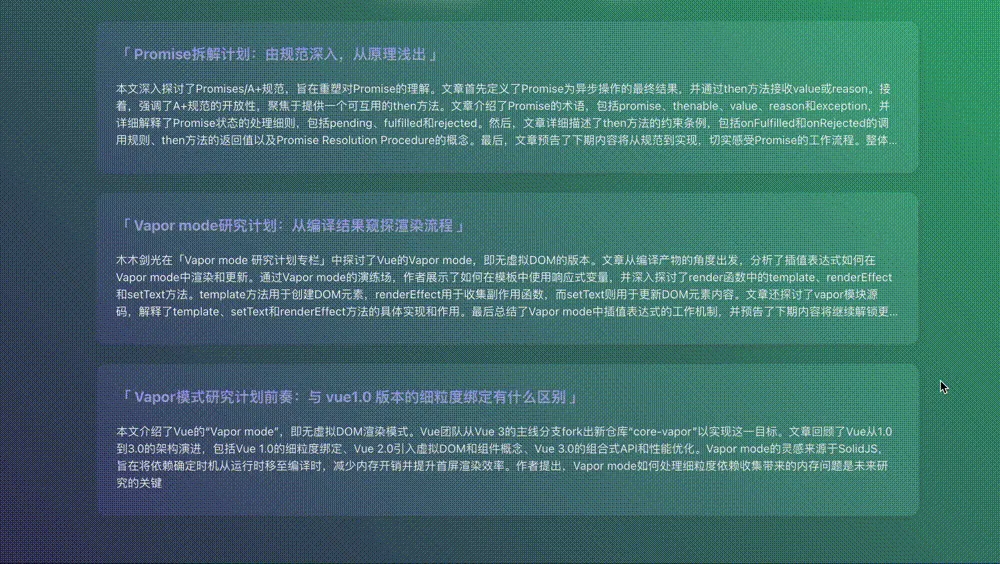 「 Promise拆解计划：由规范深入，从原理浅出 」
本文深入探讨了Promises/A+规范，旨在重塑对Promise的理解。文章首先定义了Promise为异步操作的最终结果，并通过then方法接收value或reason。接
着，强调了A+规范的开放性，聚焦于提供一个可互用的then方法。文章介绍了Promise的术语，包括promise、thenable、value、reason和exception，并
详细解释了Promise状态的处理细则，包括pending、fulfilled和rejected。然后，文章详细描述了then方法的约束条例，包括onFulfilled和onRejected的调
用规则、then方法的返回值以及Promise Resolution Procedure的概念。最后，文章预告了下期内容将从规范到实现，切实感受Promise的工作流程。整体...
「 Vapor mode研究计划：从编译结果窥探渲染流程 」
木木剑光在「Vapor mode 研究计划专栏」中探讨了Vue的Vapor mode，即无虚拟DOM的版本。文章从编译产物的角度出发，分析了插值表达式如何在
Vapor mode中渲染和更新。通过Vapor mode的演练场，作者展示了如何在模板中使用响应式变量，并深入探讨了render函数中的template、renderEffect
和setText方法。template方法用于创建DOM元素，renderEffect用于收集副作用函数，而setText则用于更新DOM元素内容。文章还探讨了vapor模块源
码，解释了template、setText和renderEffect方法的具体实现和作用。最后总结了Vapor mode中插值表达式的工作机制，并预告了下期内容将继续解锁更...
「 Vapor模式研究计划前奏：与 vue1.0 版本的细粒度绑定有什么区别 」
本文介绍了Vue的“Vapor mode”，即无虚拟DOM渲染模式。Vue团队从Vue 3的主线分支fork出新仓库“core-vapor”以实现这一目标。文章回顾了Vue从1.0
到3.0的架构演进，包括Vue 1.0的细粒度绑定、Vue 2.0引入虚拟DOM和组件概念、Vue 3.0的组合式API和性能优化。Vapor mode的灵感来源于SolidJS，
旨在将依赖确定时机从运行时移至编译时，减少内存开销并提升首屏渲染效率。作者提出，Vapor mode如何处理细粒度依赖收集带来的内存问题是未来研
究的关键